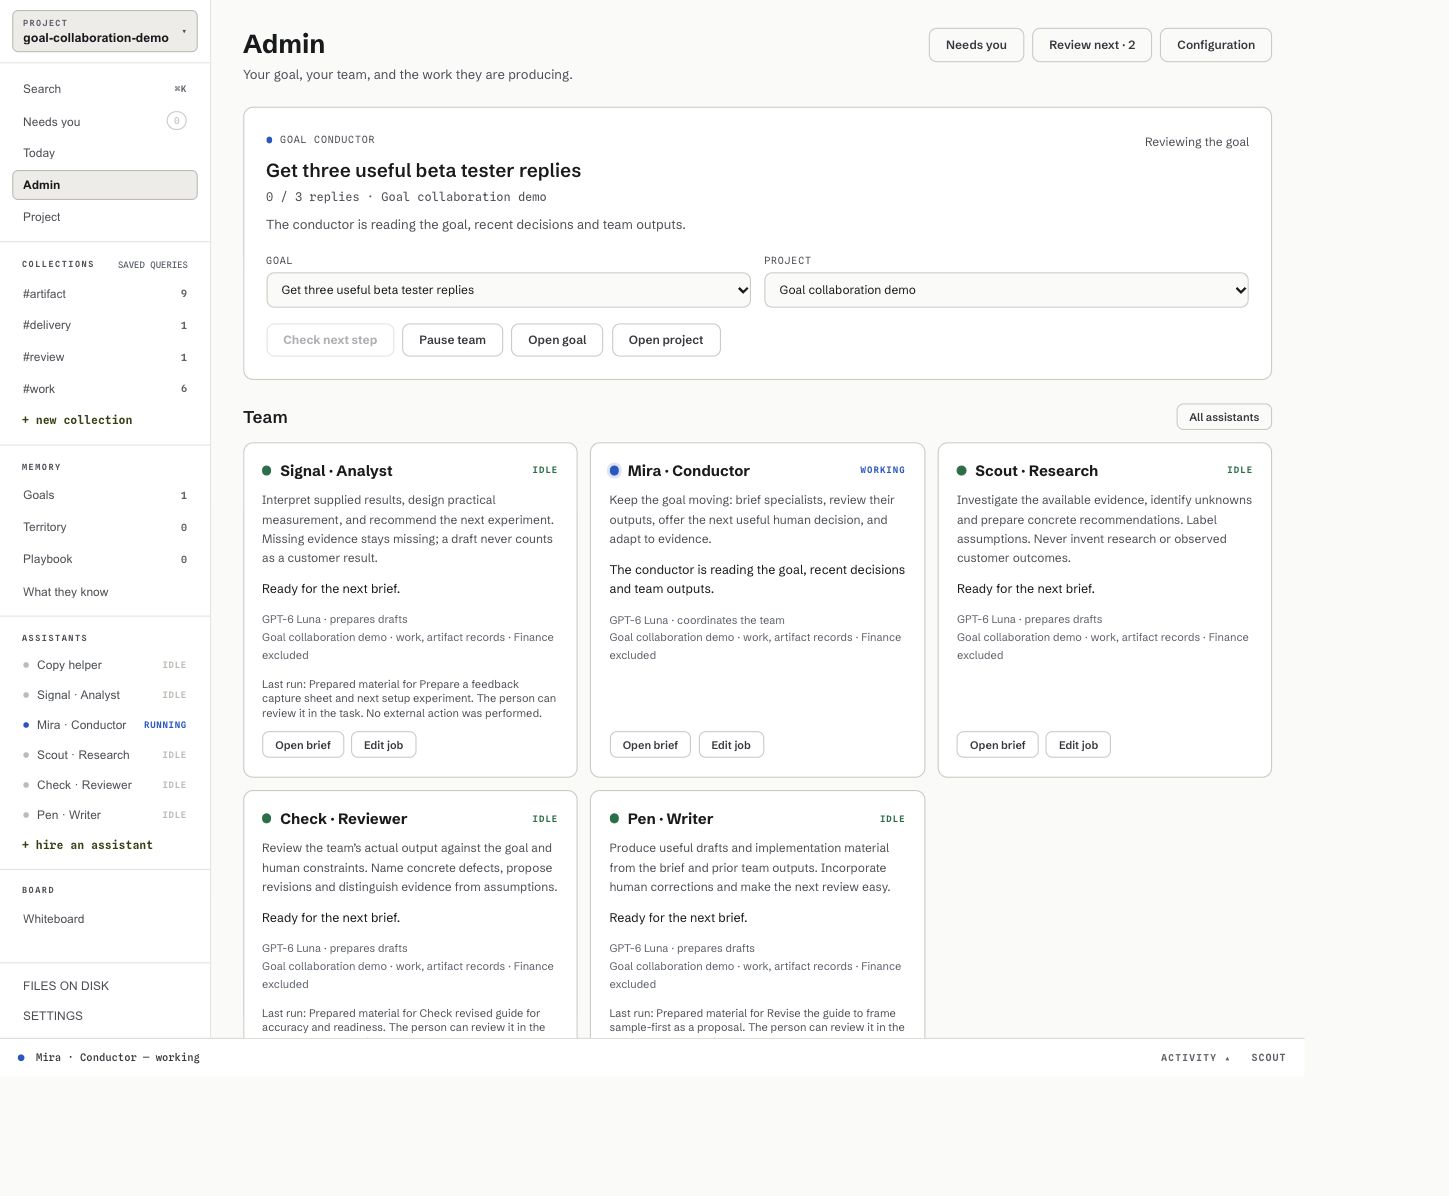 PROJECT
goal-collaboration-demo
Search ⌘K
Needs you 0
Today
Admin
Project
COLLECTIONS SAVED QUERIES
#artifact 9
#delivery 1
#review 1
#work 6
+ new collection
MEMORY
Goals 1
Territory 0
Playbook 0
What they know
ASSISTANTS
Copy helper IDLE
Signal · Analyst IDLE
Mira · Conductor RUNNING
Scout · Research IDLE
Check · Reviewer IDLE
Pen · Writer IDLE
+ hire an assistant
BOARD
Whiteboard
FILES ON DISK
SETTINGS
Admin
Your goal, your team, and the work they are producing.
Needs you
Review next · 2
Configuration
GOAL CONDUCTOR
Reviewing the goal
Get three useful beta tester replies
0 / 3 replies · Goal collaboration demo
The conductor is reading the goal, recent decisions and team outputs.
GOAL
Get three useful beta tester replies
PROJECT
Goal collaboration demo
Check next step
Pause team
Open goal
Open project
Team
All assistants
Signal · Analyst IDLE
Interpret supplied results, design practical
measurement, and recommend the next experiment.
Missing evidence stays missing; a draft never counts
as a customer result.
Ready for the next brief.
GPT-6 Luna · prepares drafts
Goal collaboration demo · work, artifact records · Finance
excluded
Last run: Prepared material for Prepare a feedback
capture sheet and next setup experiment. The person can
review it in the task. No external action was performed.
Open brief
Edit job
Mira · Conductor WORKING
Keep the goal moving: brief specialists, review their
outputs, offer the next useful human decision, and
adapt to evidence.
The conductor is reading the goal, recent decisions
and team outputs.
GPT-6 Luna · coordinates the team
Goal collaboration demo · work, artifact records · Finance
excluded
Open brief
Edit job
Scout · Research IDLE
Investigate the available evidence, identify unknowns
and prepare concrete recommendations. Label
assumptions. Never invent research or observed
customer outcomes.
Ready for the next brief.
GPT-6 Luna · prepares drafts
Goal collaboration demo · work, artifact records · Finance
excluded
Open brief
Edit job
Check · Reviewer IDLE
Review the team's actual output against the goal and
human constraints. Name concrete defects, propose
revisions and distinguish evidence from assumptions.
Ready for the next brief.
GPT-6 Luna · prepares drafts
Goal collaboration demo · work, artifact records · Finance
excluded
Last run: Prepared material for Check revised guide for
accuracy and readiness. The person can review it in the
Pen · Writer IDLE
Produce useful drafts and implementation material
from the brief and prior team outputs. Incorporate
human corrections and make the next review easy.
Ready for the next brief.
GPT-6 Luna · prepares drafts
Goal collaboration demo · work, artifact records · Finance
excluded
Last run: Prepared material for Revise the guide to frame
sample-first as a proposal. The person can review it in the
Mira · Conductor — working
ACTIVITY ▴ SCOUT